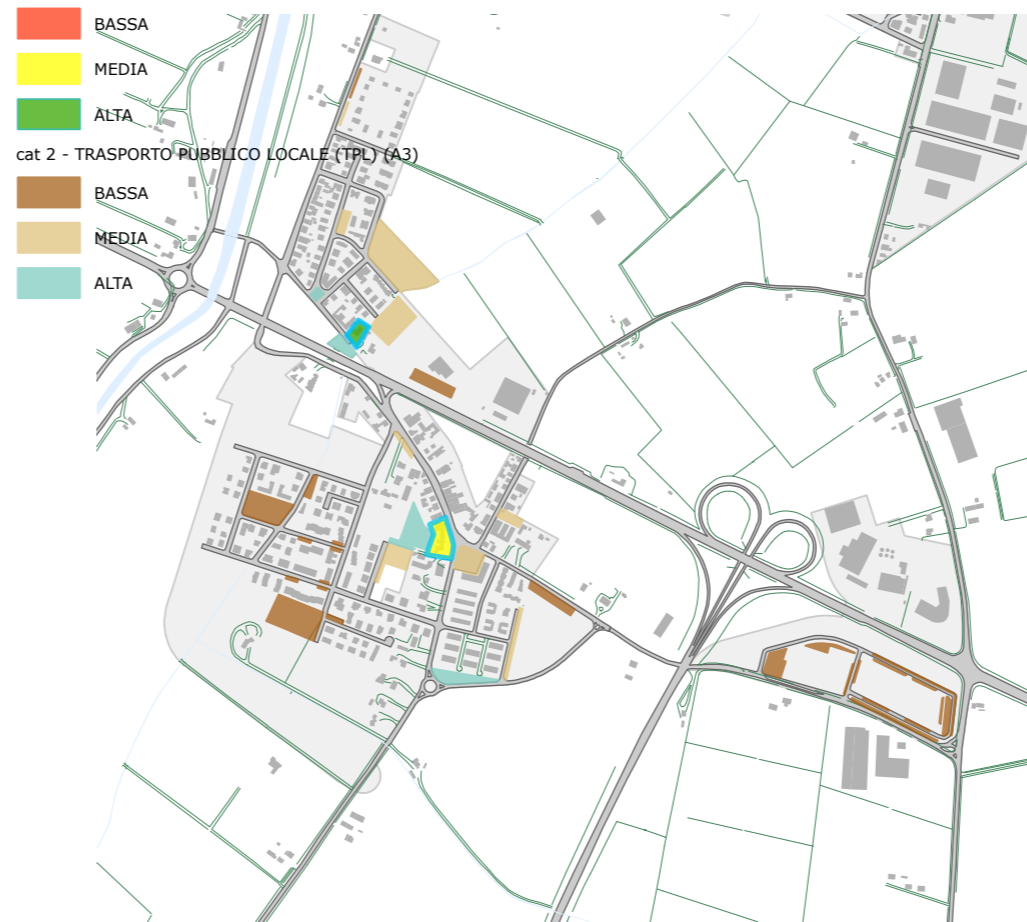 BASSA
MEDIA
ALTA
cat 2 - TRASPORTO PUBBLICO LOCALE (TPL) (A3)
BASSA
MEDIA
ALTA